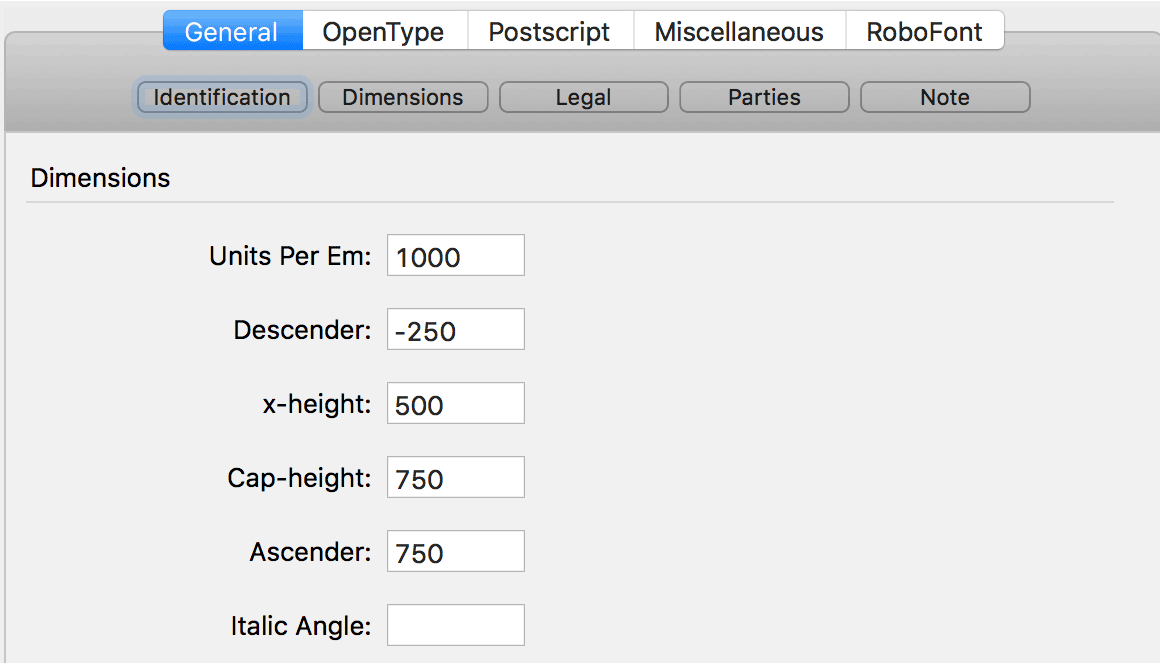 General OpenType Postscript Miscellaneous RoboFont
Identification Dimensions Legal Parties Note
Dimensions
Units Per Em: 1000
Descender: -250
x-height: 500
Cap-height: 750
Ascender: 750
Italic Angle: